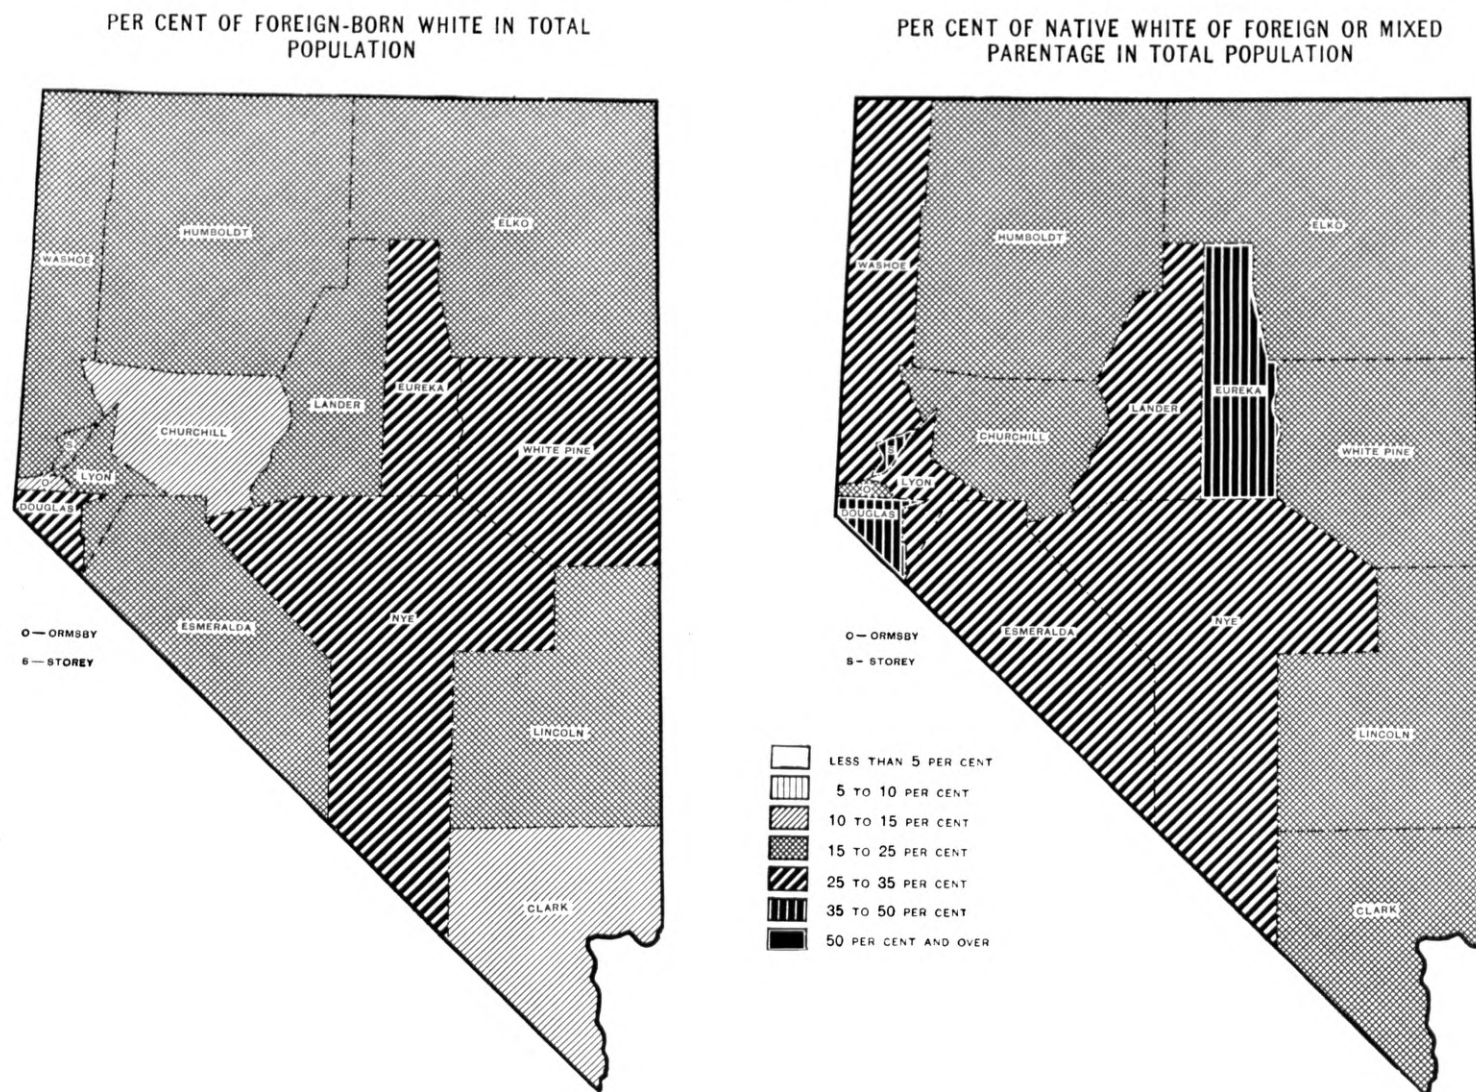 PER CENT OF FOREIGN-BORN WHITE IN TOTAL
POPULATION
HUMBOLDT
ELKO
WASHOE
EUREKA
LANDER
CHURCHILL
S
WHITE PINE
LYON
O
DOUGLAS
NYE
ESMERALDA
O — ORMSBY
S — STOREY
LINCOLN
CLARK
PER CENT OF NATIVE WHITE OF FOREIGN OR MIXED
PARENTAGE IN TOTAL POPULATION
ELKO
HUMBOLDT
WASHOE
EUREKA
LANDER
CHURCHILL
S
WHITE PINE
LYON
O
DOUGLAS
NYE
ESMERALDA
O — ORMSBY
S — STOREY
LINCOLN
CLARK
LESS THAN 5 PER CENT
5 TO 10 PER CENT
10 TO 15 PER CENT
15 TO 25 PER CENT
25 TO 35 PER CENT
35 TO 50 PER CENT
50 PER CENT AND OVER